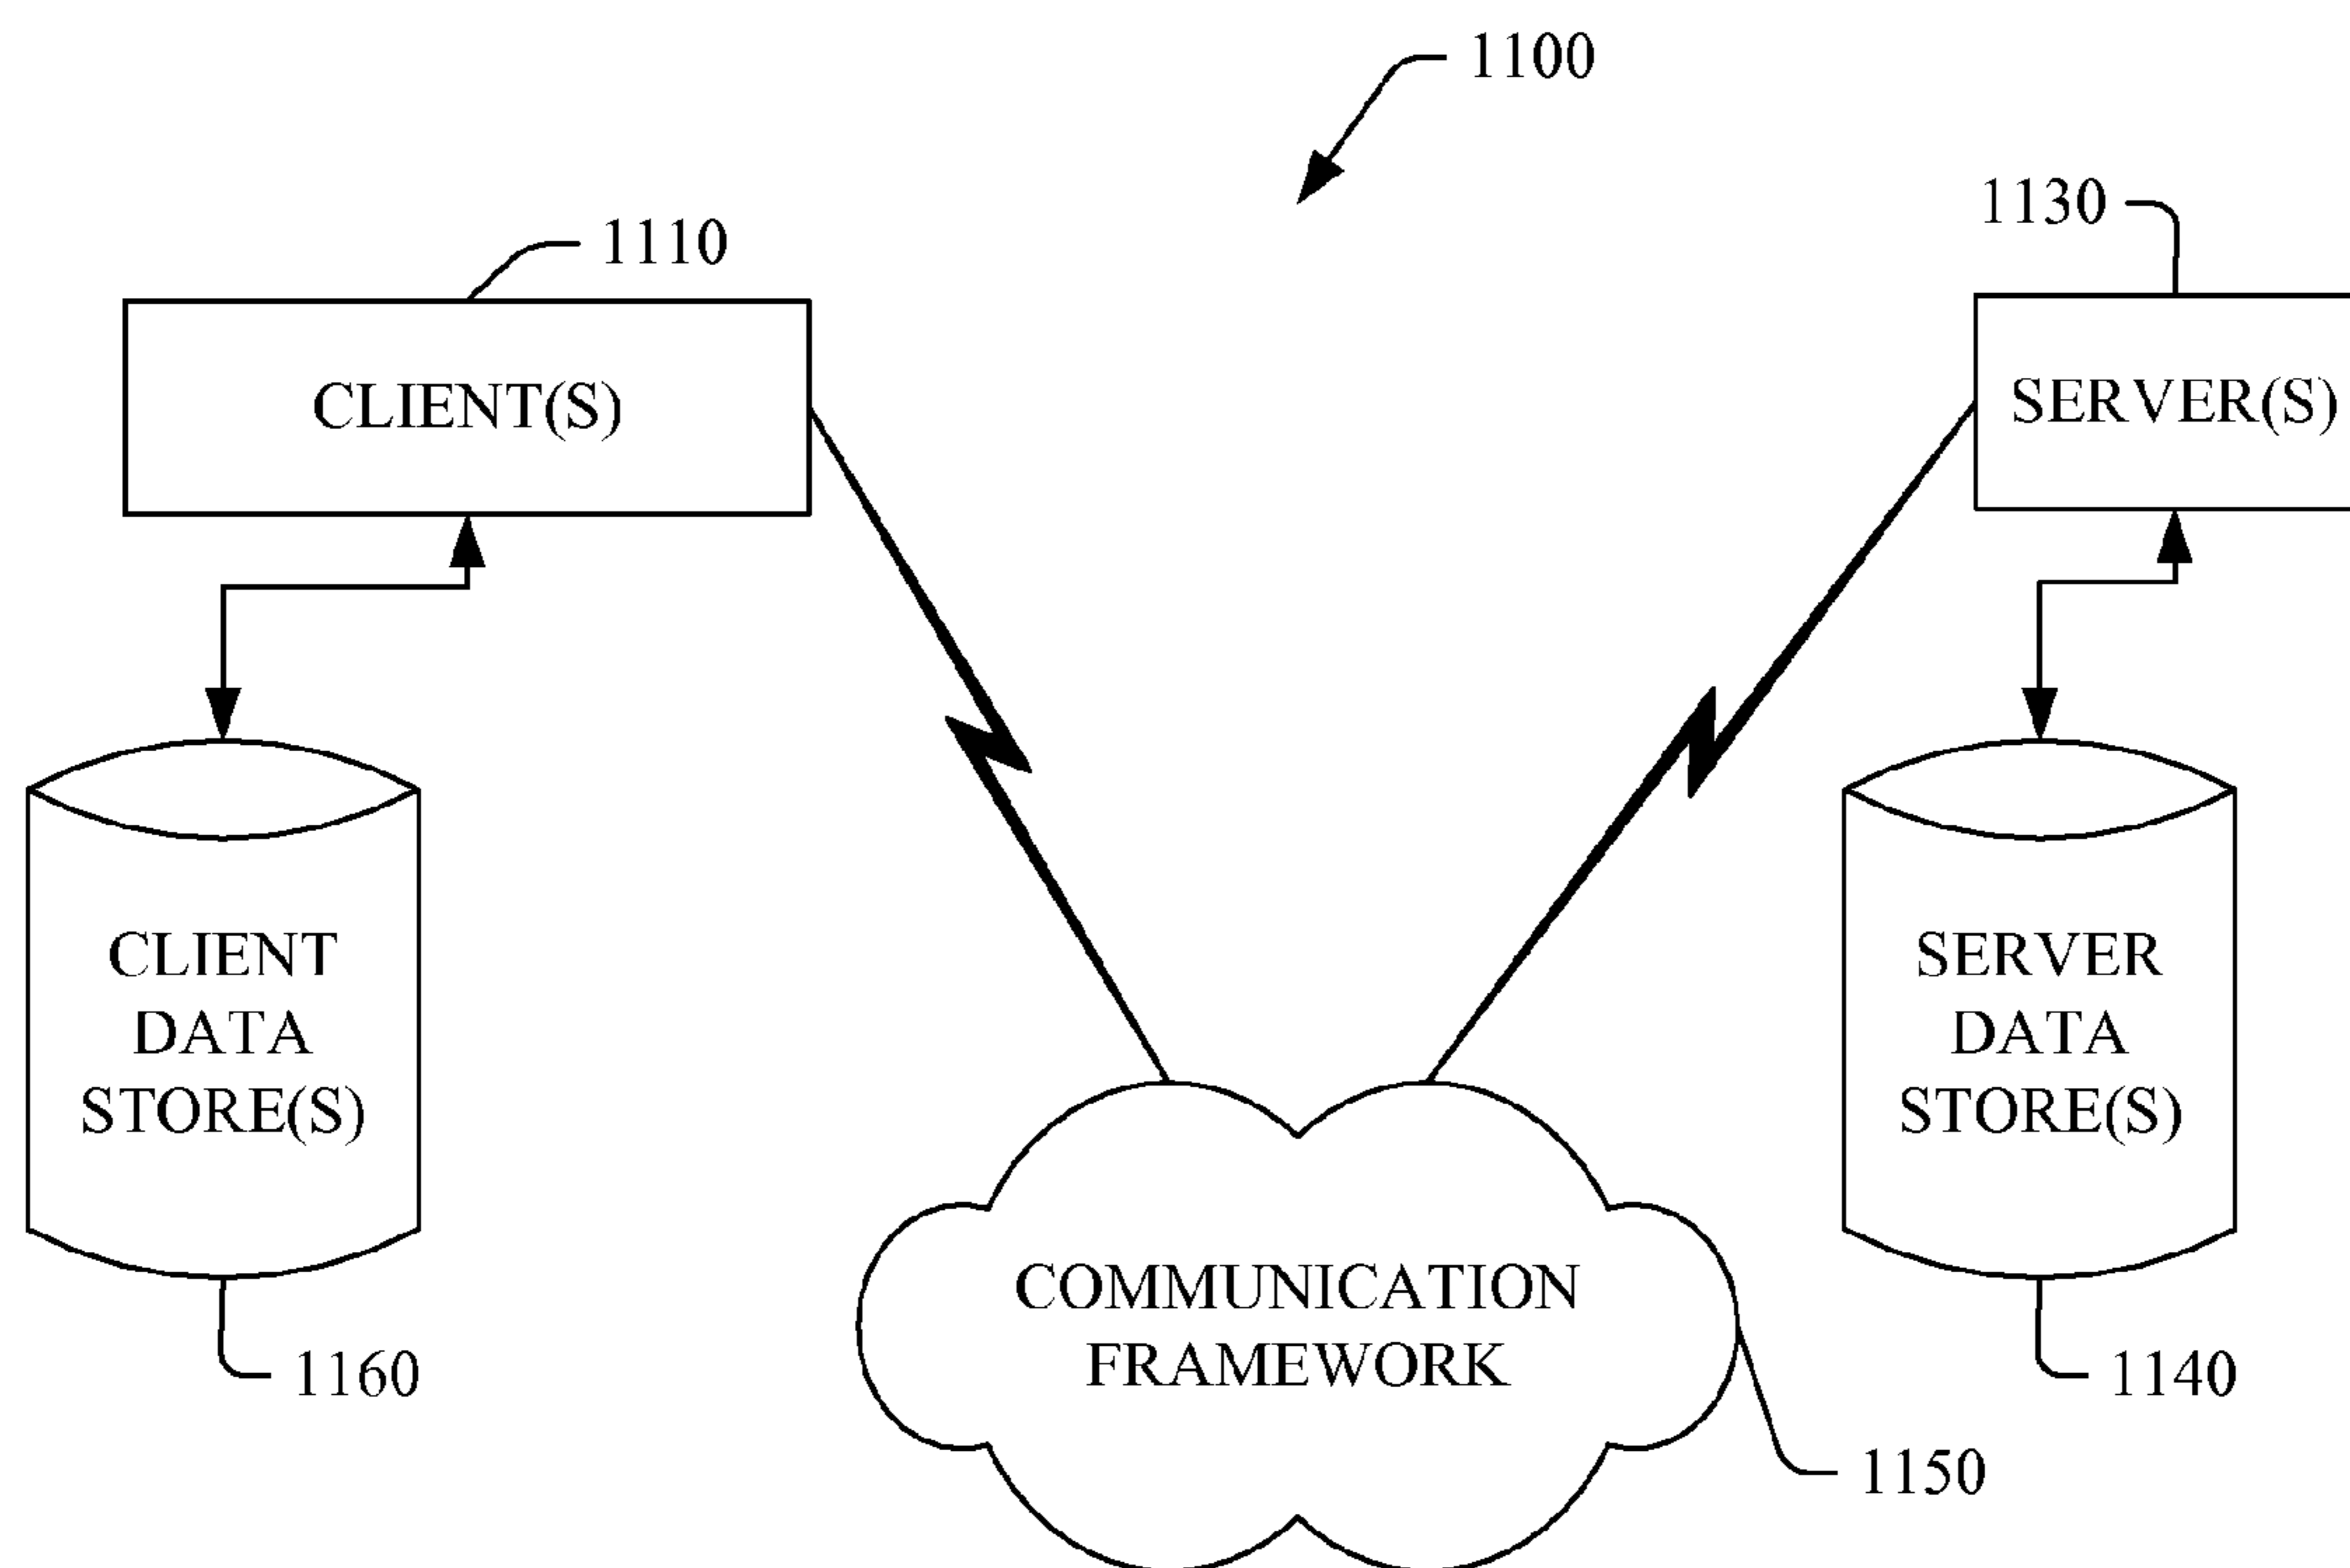 1100
1110
1130
CLIENT(S)
SERVER(S)
CLIENT
DATA
STORE(S)
SERVER
DATA
STORE(S)
COMMUNICATION
FRAMEWORK
1160
1140
1150